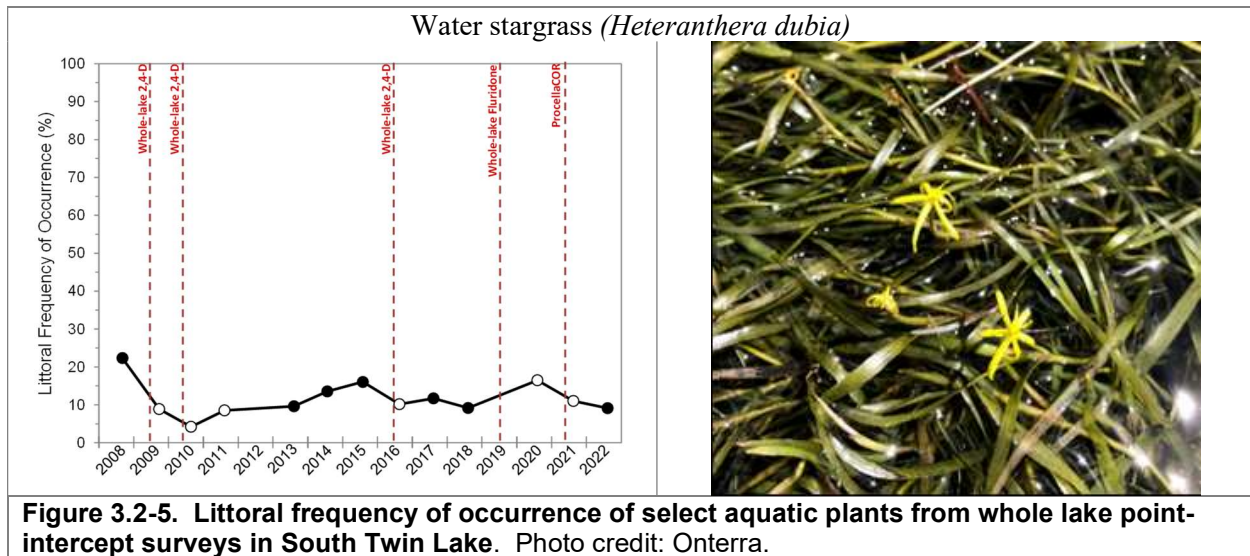 Water stargrass (Heteranthera dubia)
100
90
80
70
60
50
40
30
20
10
0
Littoral Frequency of Occurrence (%)
Whole-lake 2,4-D
Whole-lake 2,4-D
Whole-lake 2,4-D
Whole-lake Fluridone
ProcellaCOR
2008
2009
2010
2011
2012
2013
2014
2015
2016
2017
2018
2019
2020
2021
2022
Figure 3.2-5. Littoral frequency of occurrence of select aquatic plants from whole lake point-
intercept surveys in South Twin Lake. Photo credit: Onterra.